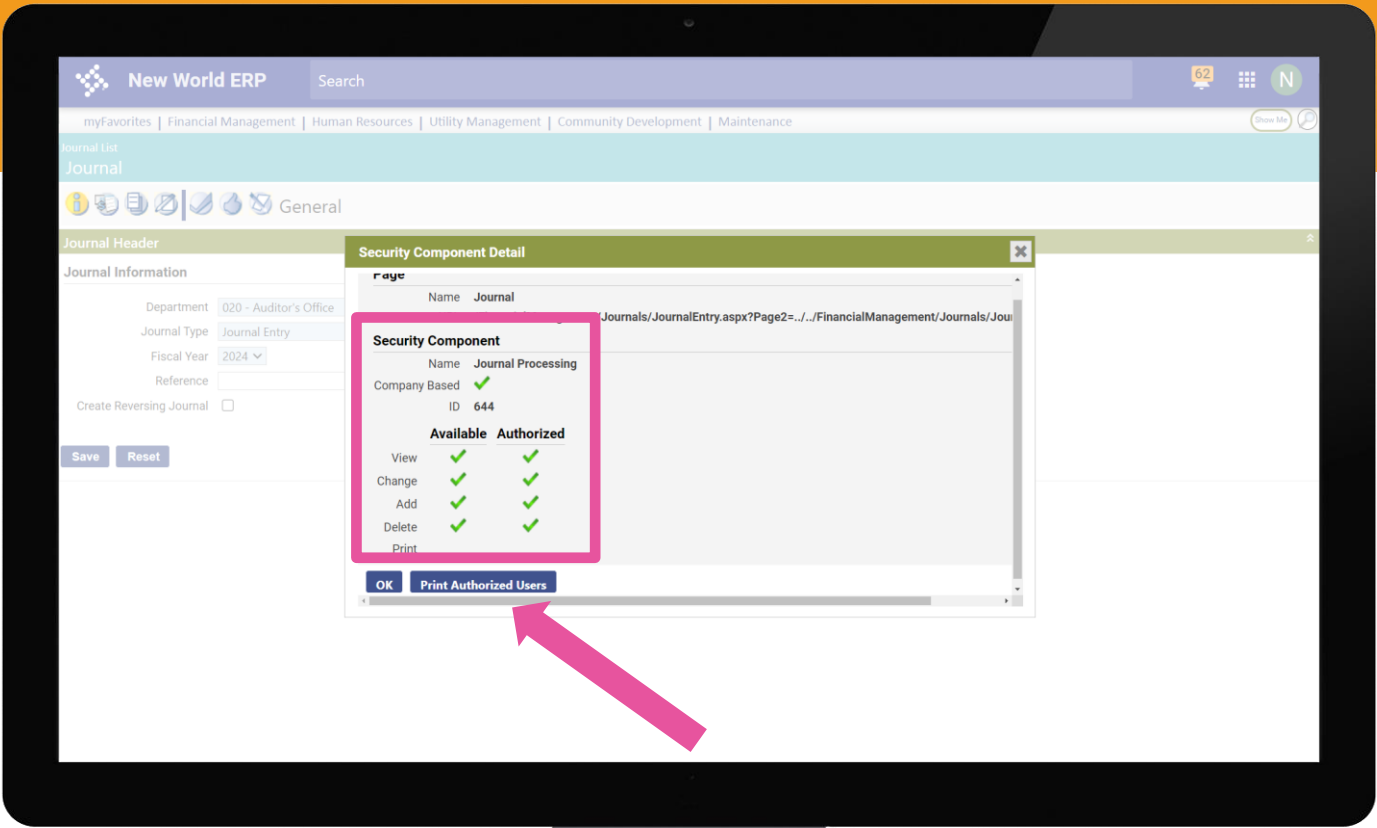 New World ERP
Search
62
N
myFavorites | Financial Management | Human Resources | Utility Management | Community Development | Maintenance
Show Me
Journal List
Journal
General
Journal Header
Journal Information
Department 020 - Auditor's Office
Journal Type Journal Entry
Fiscal Year 2024
Reference
Create Reversing Journal
Save Reset
Security Component Detail
Page
Name Journal
/Journals/JournalEntry.aspx?Page2=../../FinancialManagement/Journals/Jour
Security Component
Name Journal Processing
Company Based
ID 644
Available Authorized
View
Change
Add
Delete
Print
OK Print Authorized Users